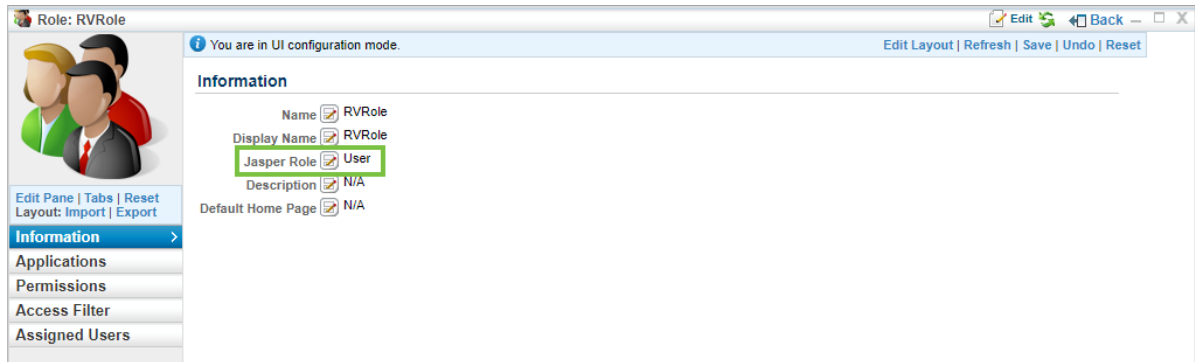 Role: RVRole
Edit Back
You are in UI configuration mode.
Edit Layout | Refresh | Save | Undo | Reset
Information
Name RVRole
Display Name RVRole
Jasper Role User
Description N/A
Default Home Page N/A
Edit Pane | Tabs | Reset
Layout: Import | Export
Information >
Applications
Permissions
Access Filter
Assigned Users